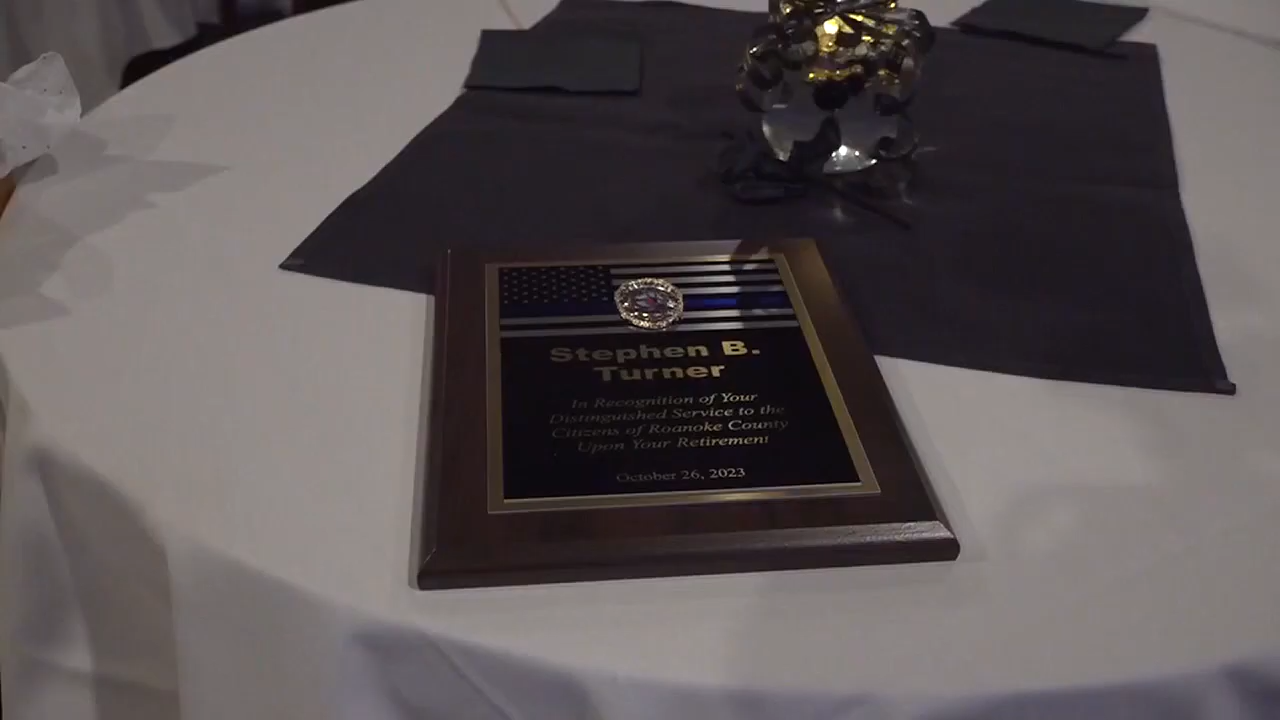 Stephen B.
Turner
In Recognition of Your
Distinguished Service to the
Citizens of Roanoke County
Upon Your Retirement
October 26, 2023